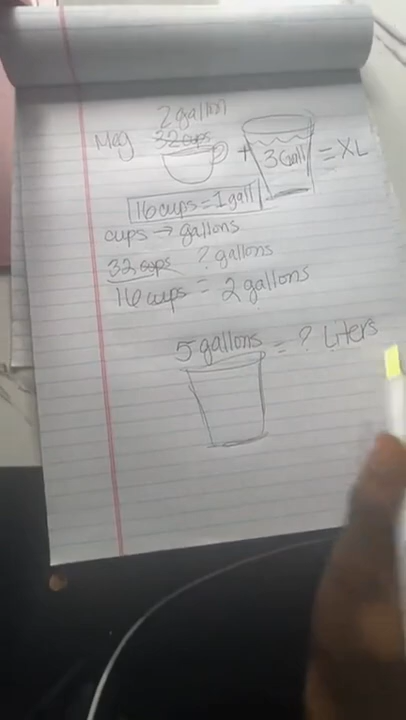 2 gallon
Meg 32 cups + 3 Gall = XL
16 cups = 1 gall
cups → gallons
32 cups ? gallons
16 cups = 2 gallons
5 gallons = ? Liters